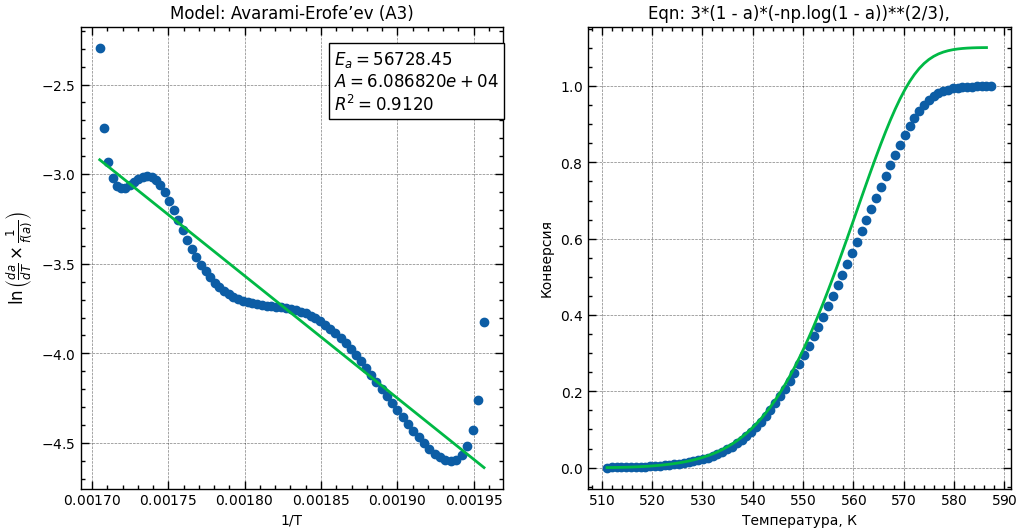 Model: Avarami-Erofe’ev (A3)
E_a = 56728.45
A = 6.086820e + 04
R² = 0.9120
−2.5
−3.0
−3.5
−4.0
−4.5
ln(da/dT × 1/f(a))
0.00170 0.00175 0.00180 0.00185 0.00190 0.00195
1/T
Eqn: 3*(1 - a)*(-np.log(1 - a))**(2/3),
1.0
0.8
0.6
0.4
0.2
0.0
Конверсия
510 520 530 540 550 560 570 580 590
Температура, К